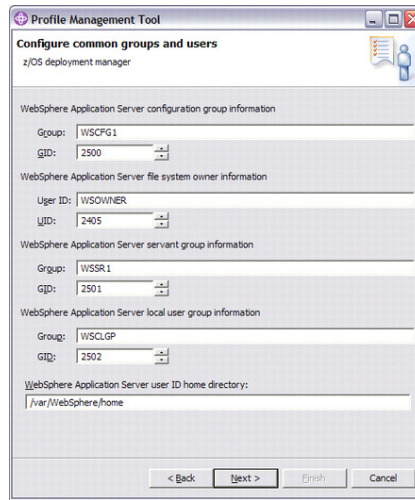 Profile Management Tool
Configure common groups and users
z/OS deployment manager
WebSphere Application Server configuration group information
Group: WSCFG1
GID: 2500
WebSphere Application Server file system owner information
User ID: WSOWNER
UID: 2405
WebSphere Application Server servant group information
Group: WSSR1
GID: 2501
WebSphere Application Server local user group information
Group: WSCLGP
GID: 2502
WebSphere Application Server user ID home directory:
/var/WebSphere/home
< Back Next > Finish Cancel